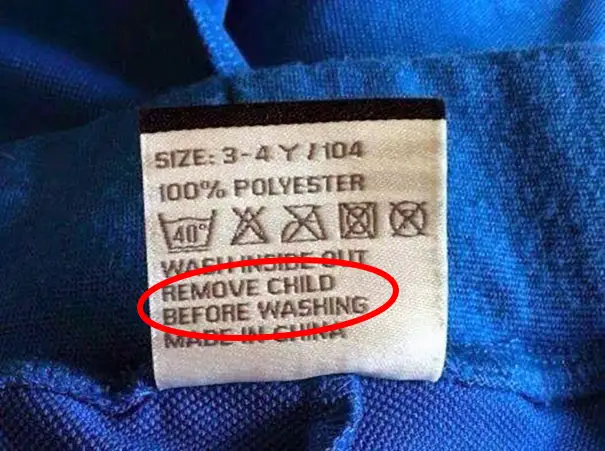 SIZE: 3-4 Y / 104
100% POLYESTER
40°
WASH INSIDE OUT
REMOVE CHILD
BEFORE WASHING
MADE IN CHINA